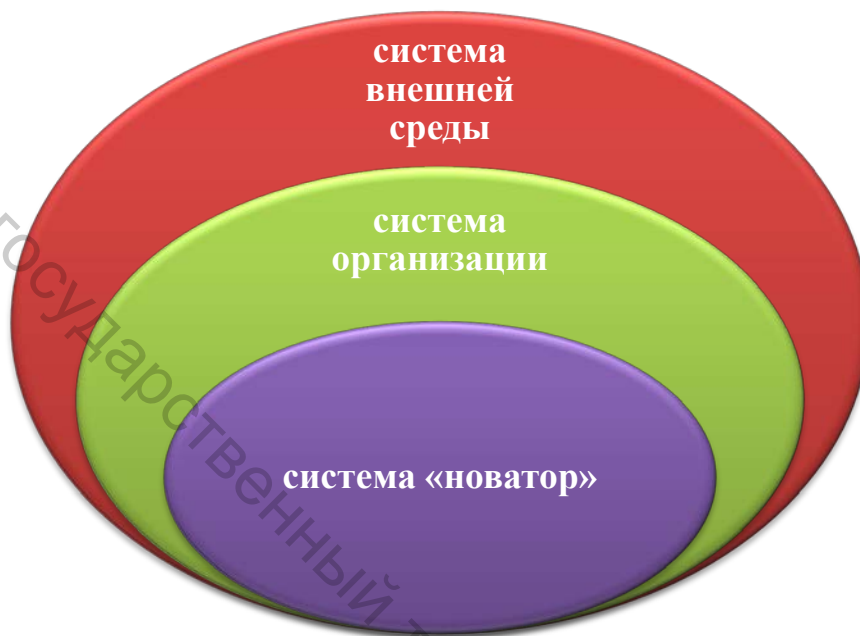 система
внешней
среды
система
организации
система «новатор»
государственный